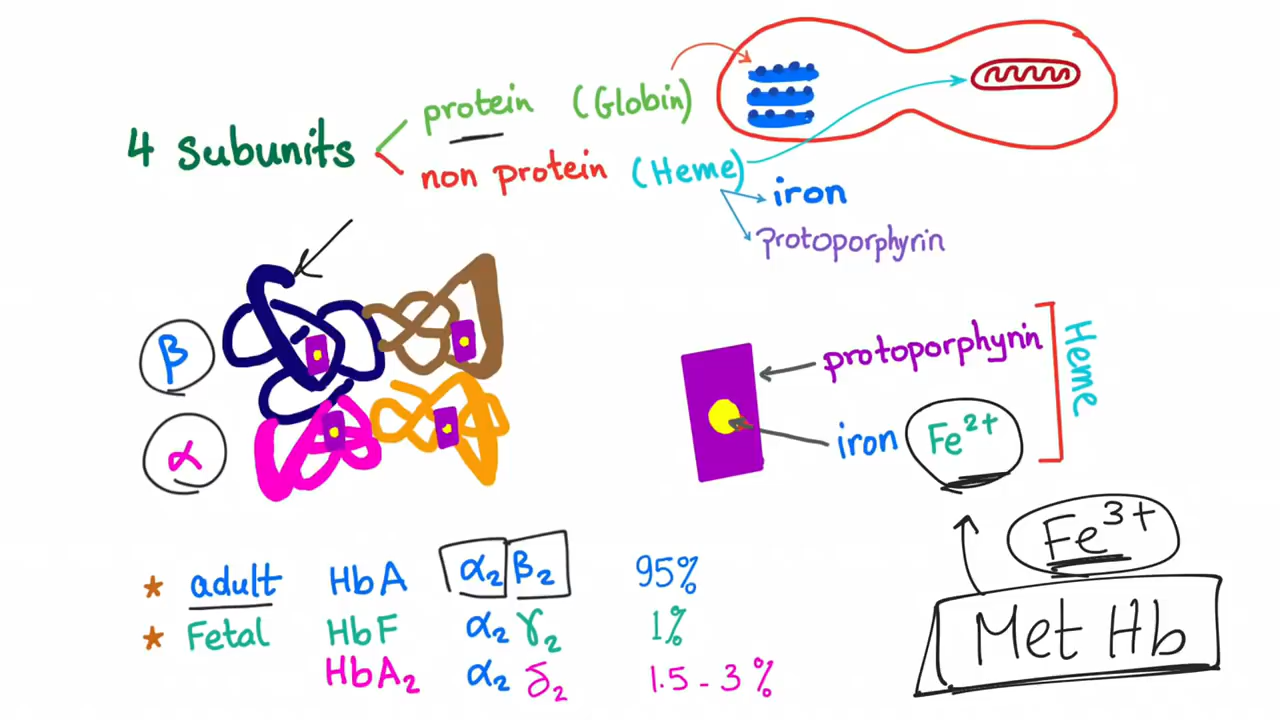 protein (Globin)
4 subunits
non protein (Heme)
iron
protoporphyrin
β
α
protoporphyrin
iron Fe²⁺
Heme
Fe³⁺
Met Hb
* adult HbA α₂ β₂ 95%
* Fetal HbF α₂ γ₂ 1%
HbA₂ α₂ δ₂ 1.5 - 3 %